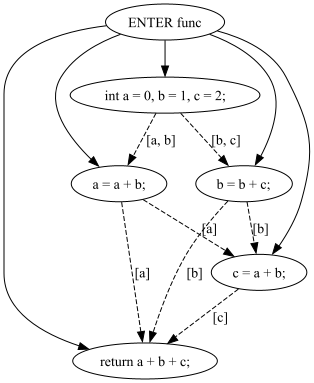 ENTER func
int a = 0, b = 1, c = 2;
[a, b]
[b, c]
a = a + b;
b = b + c;
[a]
[b]
c = a + b;
[a]
[b]
[c]
return a + b + c;